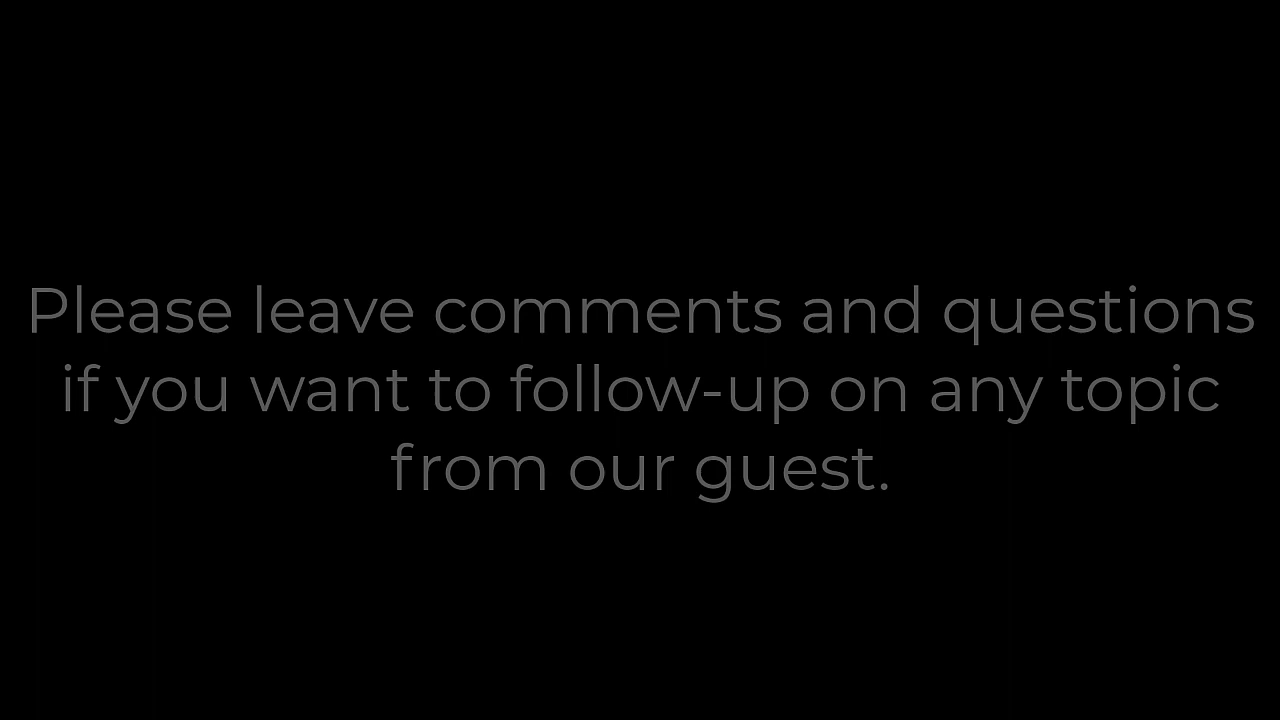 Please leave comments and questions
if you want to follow-up on any topic
from our guest.